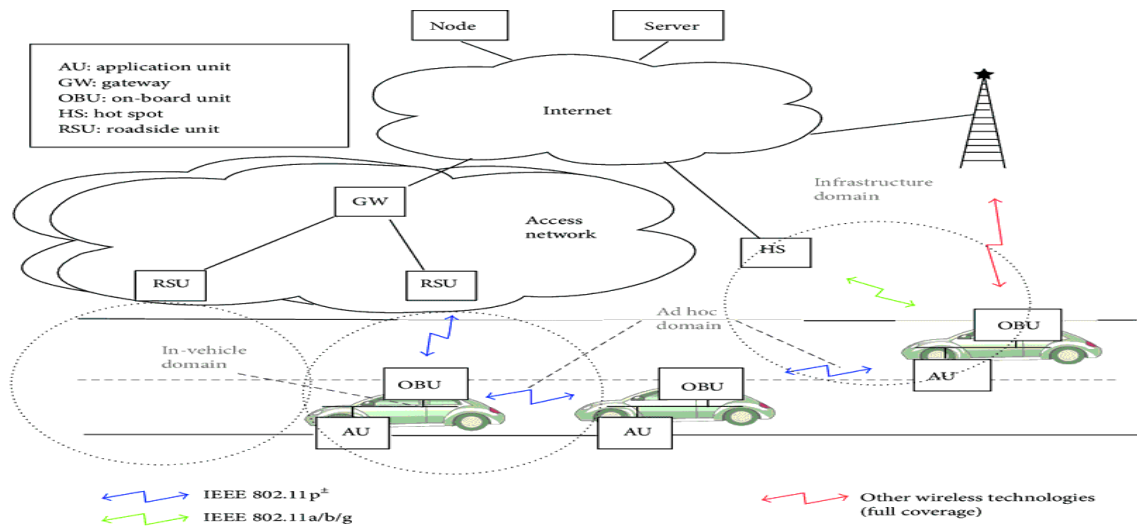 Node
Server
AU: application unit
GW: gateway
OBU: on-board unit
HS: hot spot
RSU: roadside unit
Internet
Infrastructure
domain
GW
Access
network
HS
RSU
RSU
Ad hoc
domain
OBU
In-vehicle
domain
OBU
OBU
AU
AU
AU
IEEE 802.11p±
IEEE 802.11a/b/g
Other wireless technologies
(full coverage)